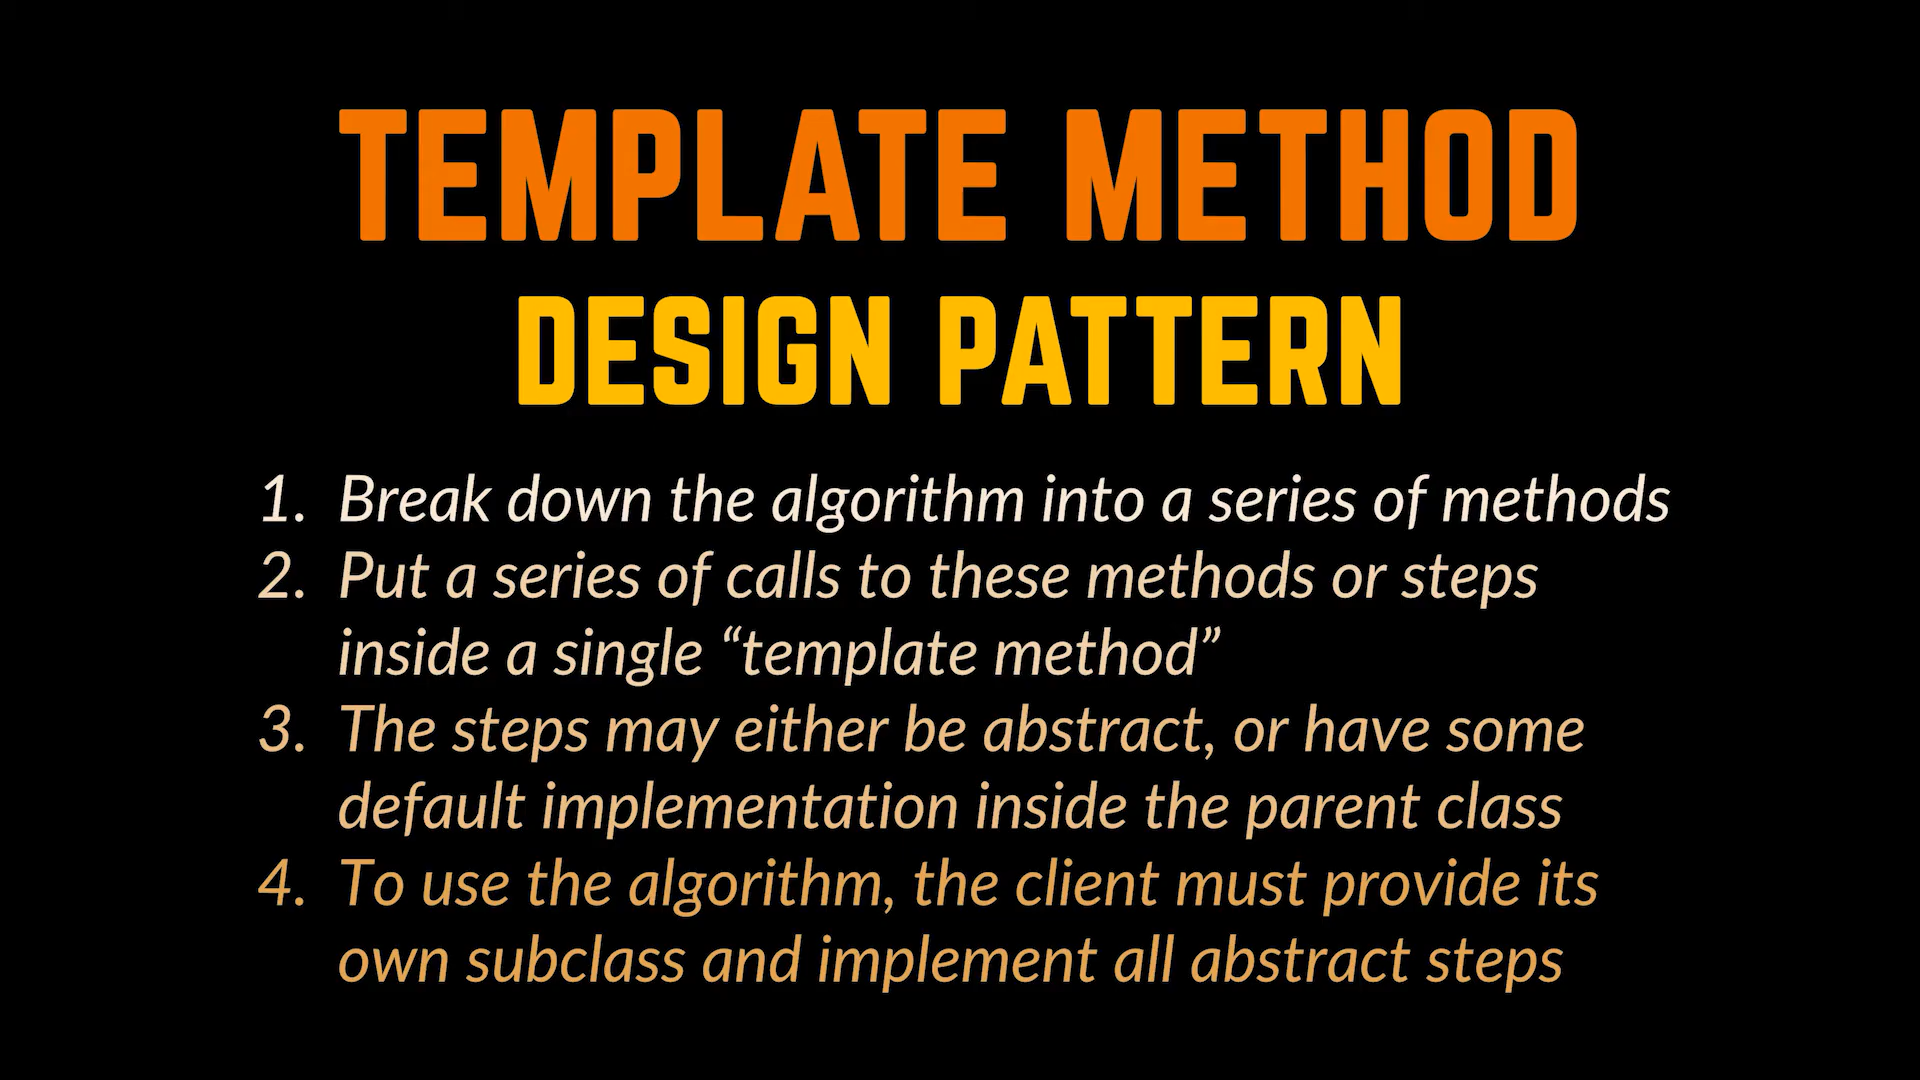 TEMPLATE METHOD
DESIGN PATTERN
1. Break down the algorithm into a series of methods
2. Put a series of calls to these methods or steps
inside a single “template method”
3. The steps may either be abstract, or have some
default implementation inside the parent class
4. To use the algorithm, the client must provide its
own subclass and implement all abstract steps